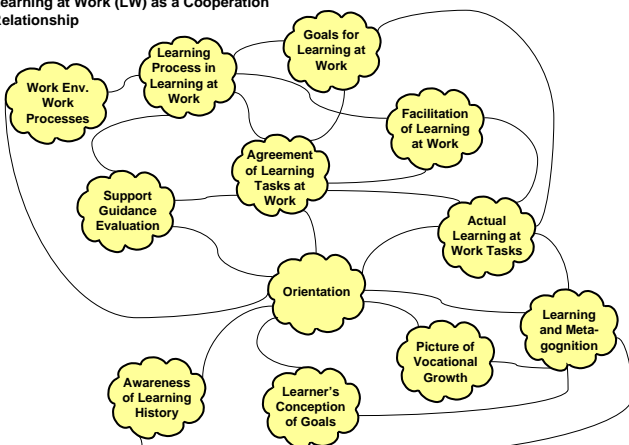 earning at Work (LW) as a Cooperation
Relationship
Goals for
Learning at
Work
Learning
Process in
Learning at
Work
Work Env.
Work
Processes
Facilitation
of Learning
at Work
Agreement
of Learning
Tasks at
Work
Support
Guidance
Evaluation
Actual
Learning at
Work Tasks
Orientation
Learning
and Meta-
gognition
Picture of
Vocational
Growth
Awareness
of Learning
History
Learner's
Conception
of Goals